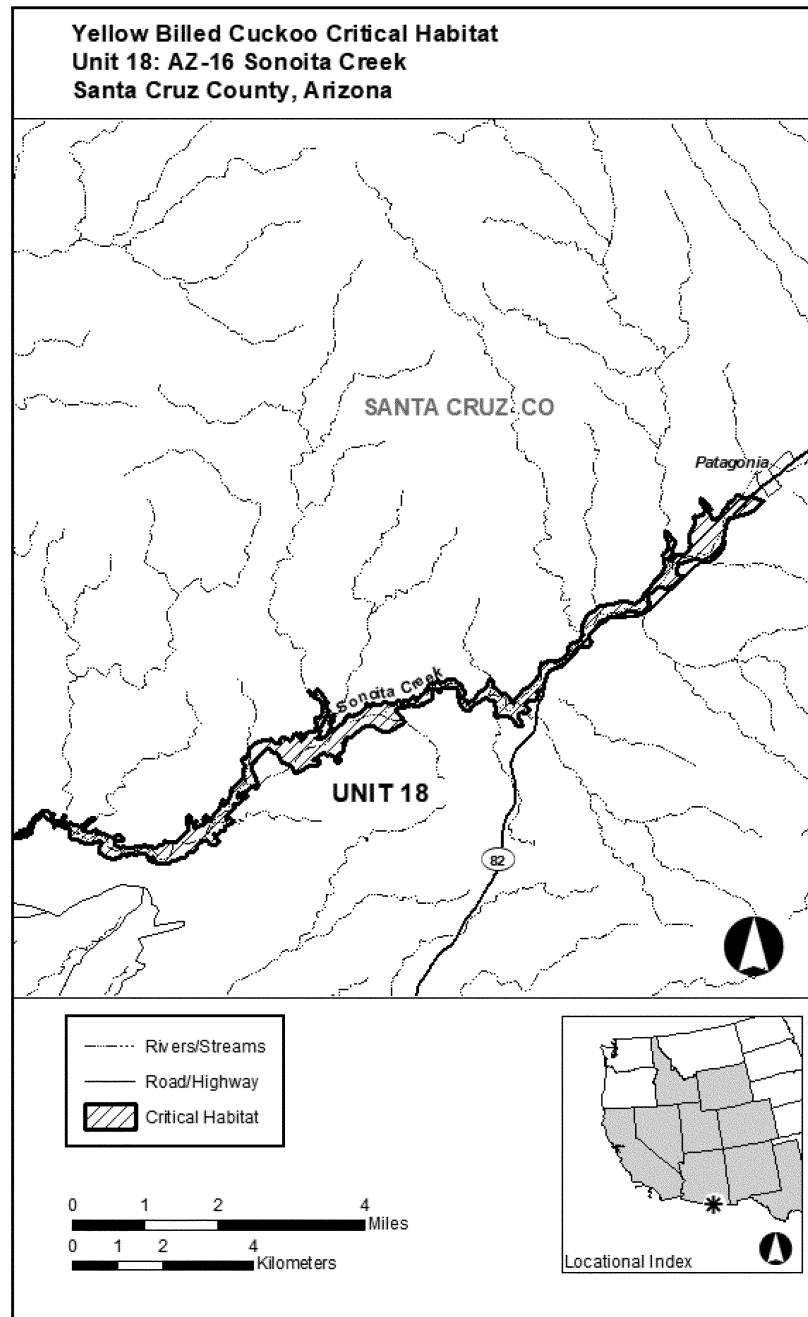 Yellow Billed Cuckoo Critical Habitat
Unit 18: AZ-16 Sonoita Creek
Santa Cruz County, Arizona
SANTA CRUZ CO
Patagonia
Sonoita Creek
UNIT 18
82
Rivers/Streams
Road/Highway
Critical Habitat
0 1 2 4
Miles
0 1 2 4
Kilometers
Locational Index